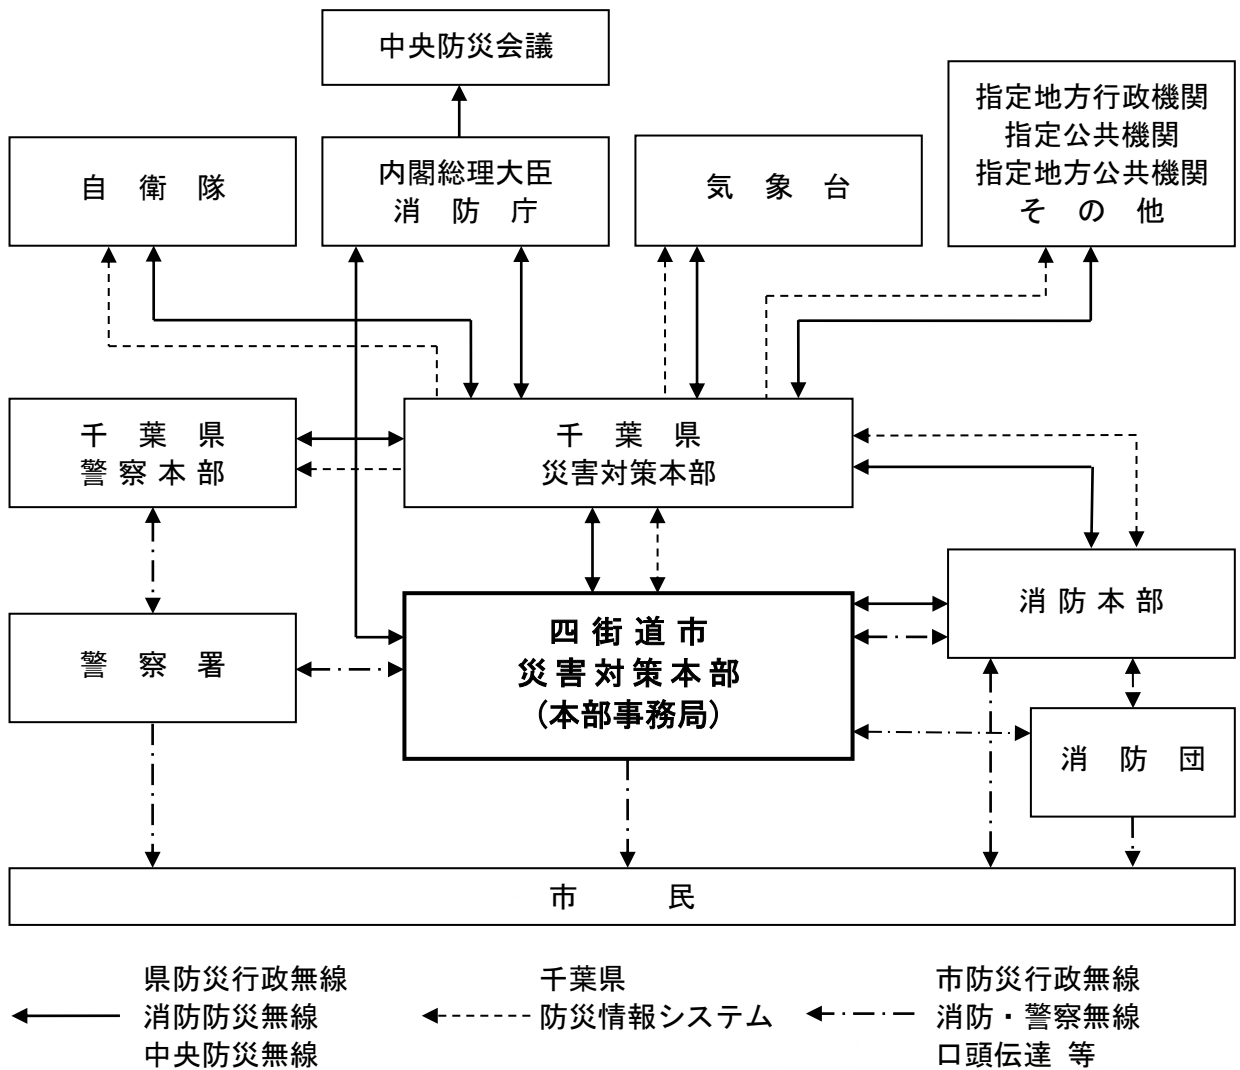 中央防災会議
指定地方行政機関
指定公共機関
指定地方公共機関
そ の 他
自 衛 隊
内閣総理大臣
消 防 庁
気 象 台
千 葉 県
警察本部
千 葉 県
災害対策本部
消防本部
四街道市
災害対策本部
(本部事務局)
警 察 署
消 防 団
市 民
県防災行政無線
消防防災無線
中央防災無線
千葉県
防災情報システム
市防災行政無線
消防・警察無線
口頭伝達 等